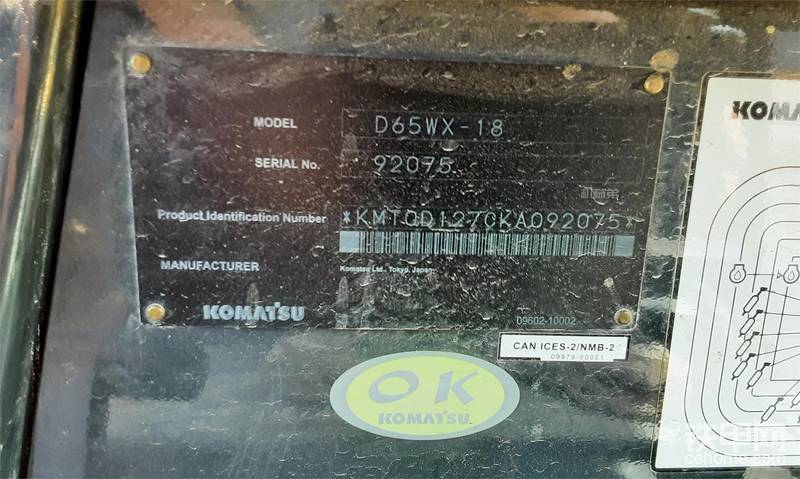 MODEL D65WX-18
SERIAL No. 92075
Product Identification Number *KMT0D127CKA092075*
MANUFACTURER Komatsu Ltd. Tokyo, Japan
KOMATSU
09602-10002
CAN ICES-2/NMB-2
09979-00001
OK
KOMATSU
KOMA